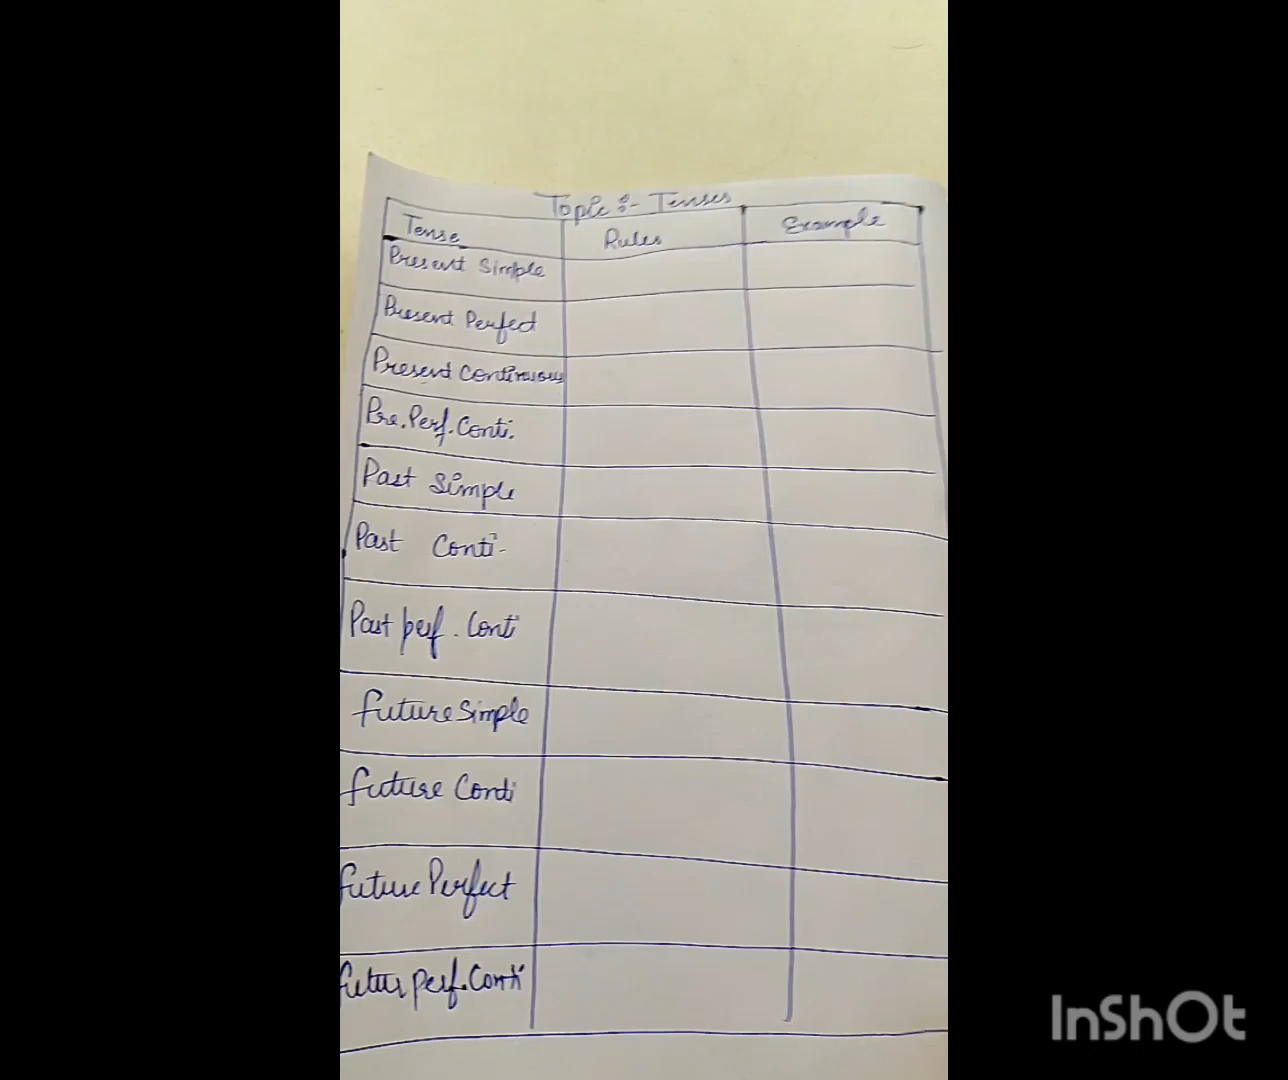 Topic :- Tenses
Tense Rules Example
Present Simple
Present Perfect
Present Continuous
Pre. Perf. Conti.
Past Simple
Past Conti-
Past perf. Conti
Future Simple
Future Conti
Future Perfect
Futur perf. Conti
InShOt